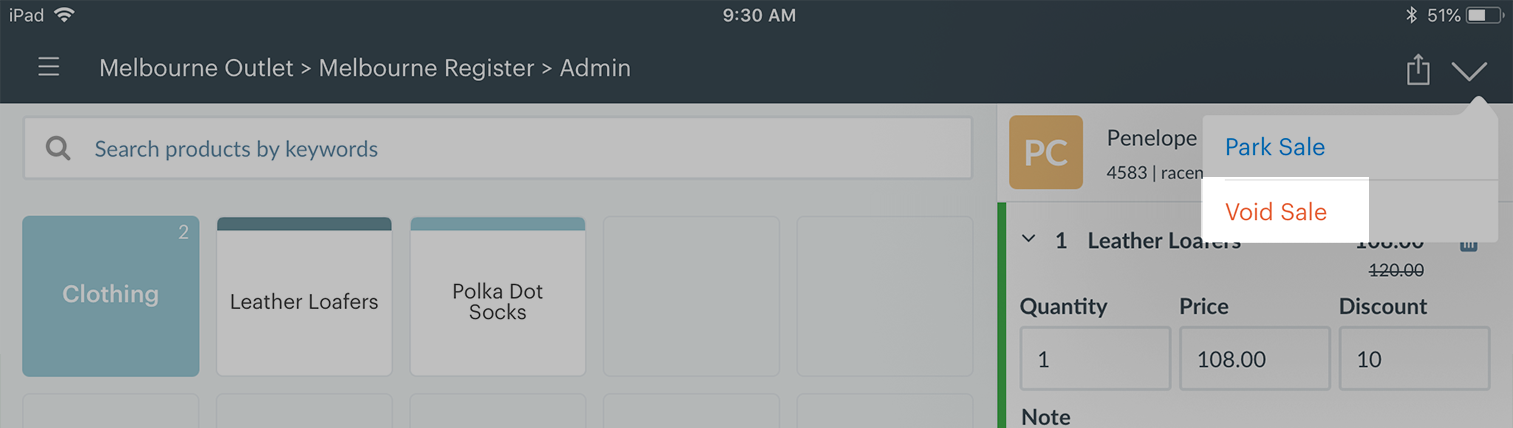 iPad 9:30 AM 51%
Melbourne Outlet > Melbourne Register > Admin
Search products by keywords
2
Clothing
Leather Loafers
Polka Dot
Socks
PC
Penelope
4583 | racen
Park Sale
Void Sale
1 Leather Loafers 108.00
120.00
Quantity Price Discount
1 108.00 10
Note